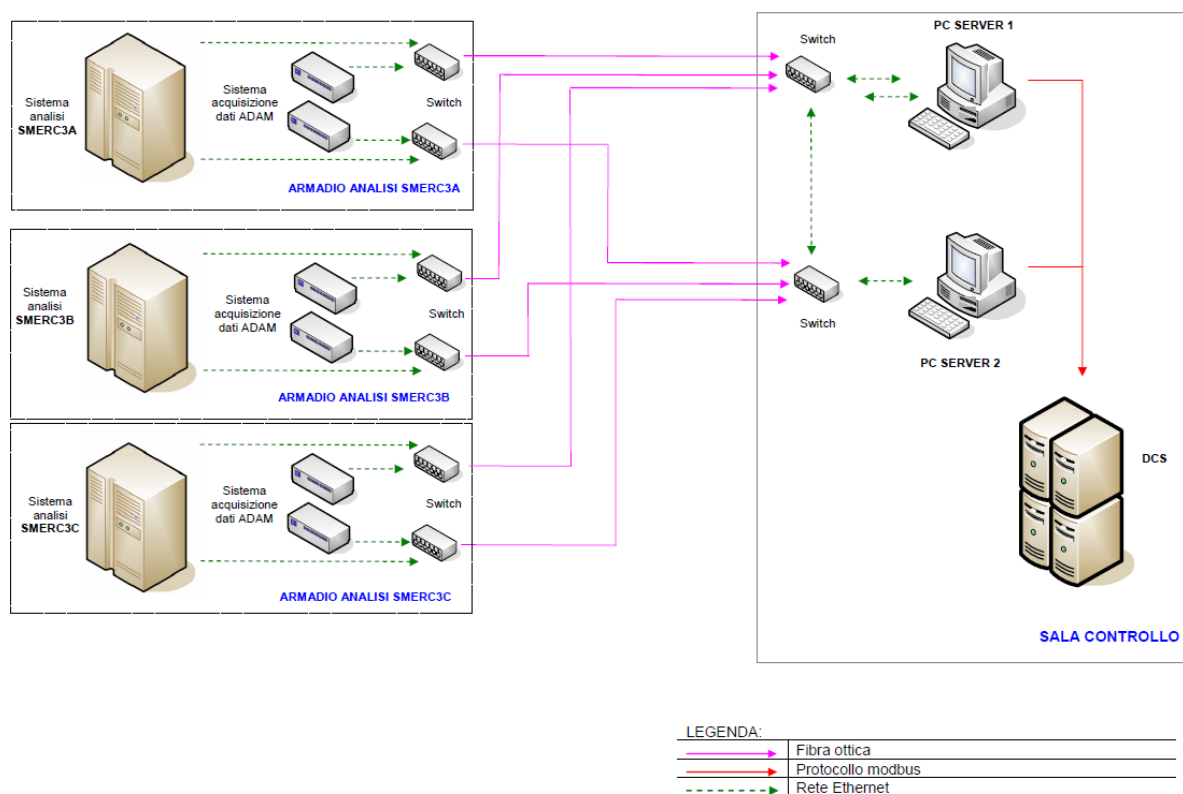 Sistema
analisi
SMERC3A
Sistema
acquisizione
dati ADAM
Switch
ARMADIO ANALISI SMERC3A
Sistema
analisi
SMERC3B
Sistema
acquisizione
dati ADAM
Switch
ARMADIO ANALISI SMERC3B
Sistema
analisi
SMERC3C
Sistema
acquisizione
dati ADAM
Switch
ARMADIO ANALISI SMERC3C
Switch
PC SERVER 1
Switch
PC SERVER 2
DCS
SALA CONTROLLO
LEGENDA:
Fibra ottica
Protocollo modbus
Rete Ethernet